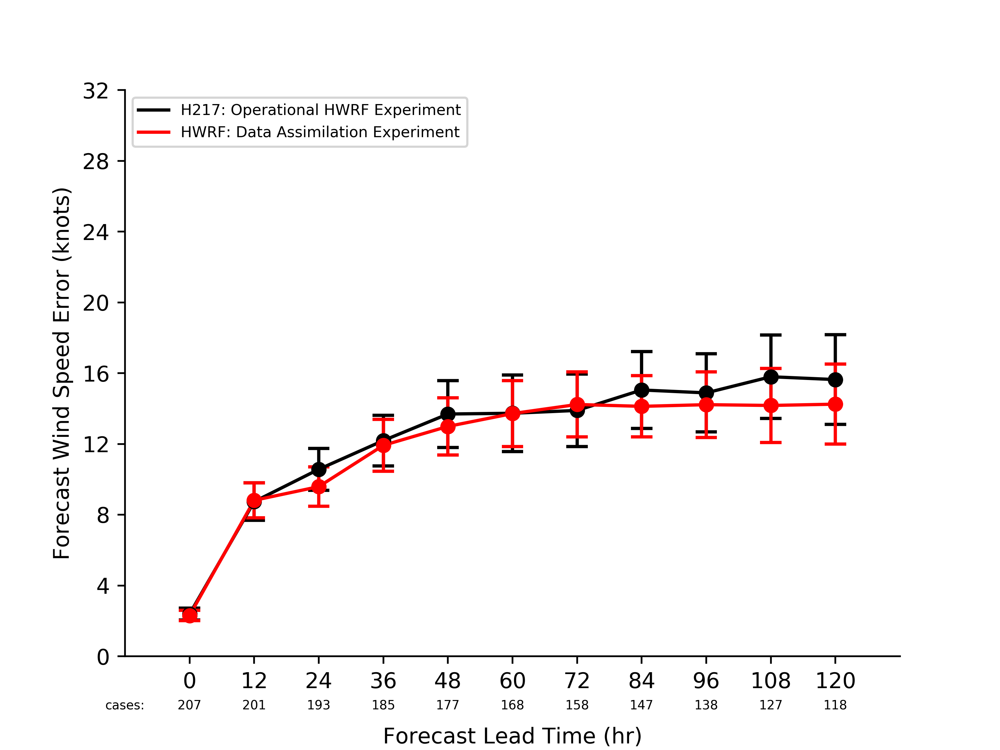 32
H217: Operational HWRF Experiment
HWRF: Data Assimilation Experiment
28
24
20
16
12
8
4
0
Forecast Wind Speed Error (knots)
0 12 24 36 48 60 72 84 96 108 120
cases: 207 201 193 185 177 168 158 147 138 127 118
Forecast Lead Time (hr)